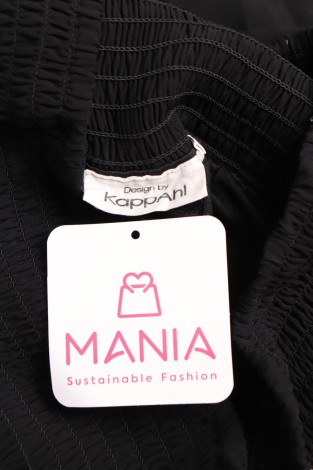 Design by
KappAhl
MANIA
Sustainable Fashion